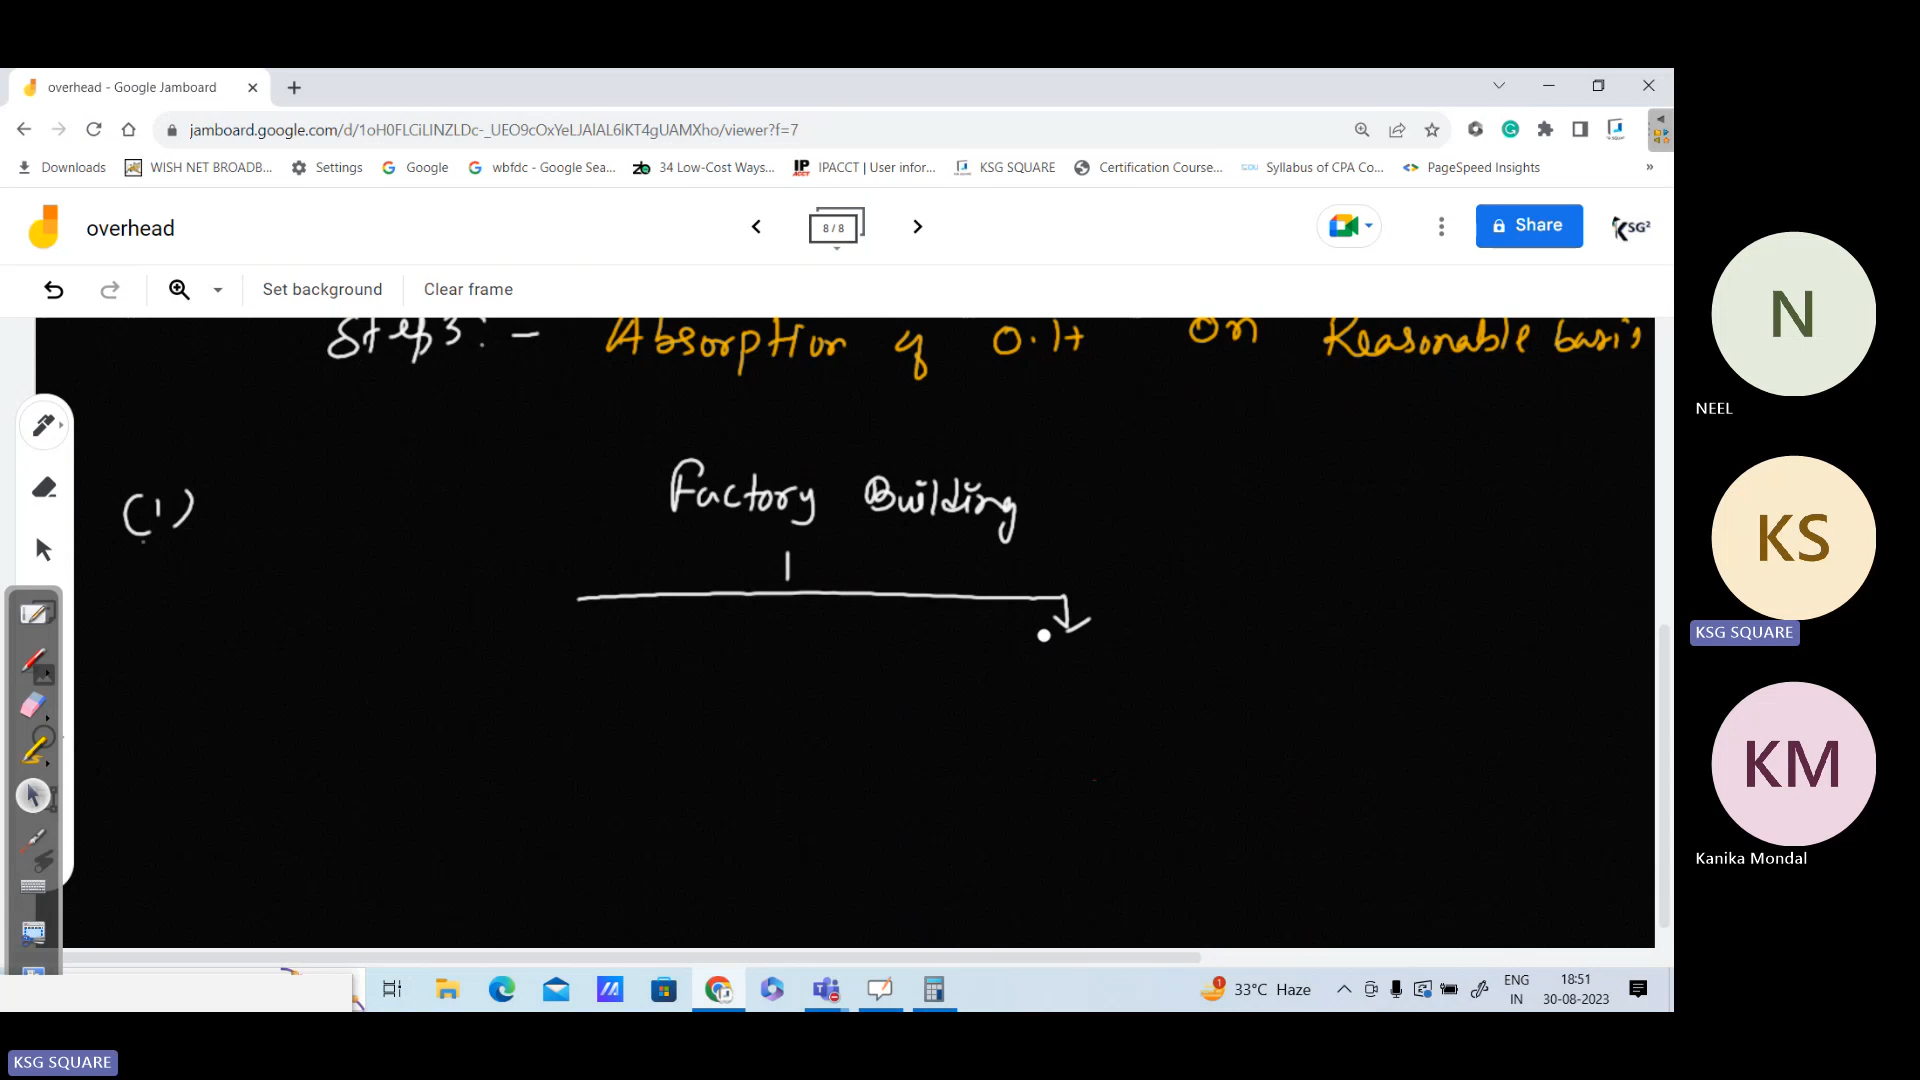 overhead - Google Jamboard
jamboard.google.com/d/1oH0FLCiLINZLDc-_UEO9cOxYeLJAlAL6lKT4gUAMXho/viewer?f=7
Downloads WISH NET BROADB... Settings Google wbfdc - Google Sea... 34 Low-Cost Ways... IPACCT | User infor... KSG SQUARE Certification Course... Syllabus of CPA Co... PageSpeed Insights »
overhead 8 / 8 Share KSG²
Set background Clear frame
Step3:- Absorption of O.H On Reasonable basis
(1) Factory Building
N
NEEL
KS
KSG SQUARE
KM
Kanika Mondal
1 33°C Haze ENG IN 18:51 30-08-2023
KSG SQUARE